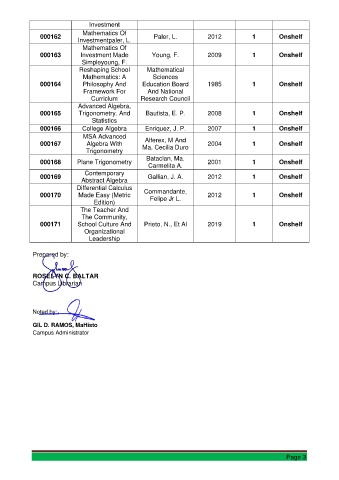 Investment
000162 Mathematics Of Investmentpaler, L. Paler, L. 2012 1 Onshelf
000163 Mathematics Of Investment Made Simpleyoung, F. Young, F. 2009 1 Onshelf
000164 Reshaping School Mathematics: A Philosophy And Framework For Curriclum Mathematical Sciences Education Board And National Research Council 1985 1 Onshelf
000165 Advanced Algebra, Trigonometry, And Statistics Bautista, E. P. 2008 1 Onshelf
000166 College Algebra Enriquez, J. P. 2007 1 Onshelf
000167 MSA Advanced Algebra With Trigonometry Alferex, M And Ma. Cecilia Duro 2004 1 Onshelf
000168 Plane Trigonometry Bataclan, Ma. Carmelita A. 2001 1 Onshelf
000169 Contemporary Abstract Algebra Gallian, J. A. 2012 1 Onshelf
000170 Differential Calculus Made Easy (Metric Edition) Commandante, Felipe Jr L. 2012 1 Onshelf
000171 The Teacher And The Community, School Culture And Organizational Leadership Prieto, N., Et Al 2019 1 Onshelf
Prepared by:
ROSELYN C. BALTAR
Campus Librarian
Noted by:
GIL D. RAMOS, MaHisto
Campus Administrator
Page 3